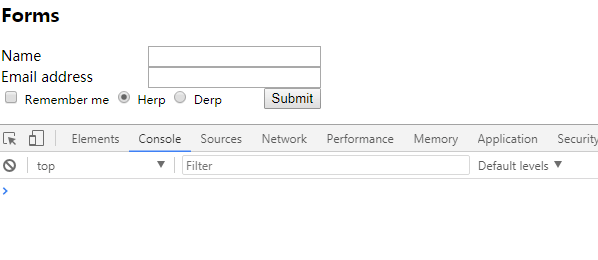 Forms
Name
Email address
Remember me Herp Derp Submit
Elements Console Sources Network Performance Memory Application Security
top Filter Default levels